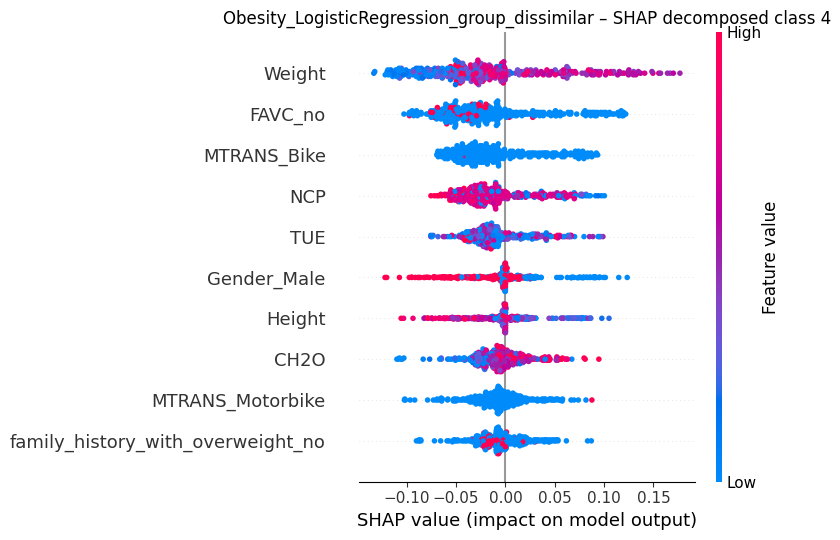 Obesity_LogisticRegression_group_dissimilar – SHAP decomposed class 4
High
Weight
FAVC_no
MTRANS_Bike
NCP
TUE
Gender_Male
Height
CH2O
MTRANS_Motorbike
family_history_with_overweight_no
Feature value
Low
−0.10 −0.05 0.00 0.05 0.10 0.15
SHAP value (impact on model output)